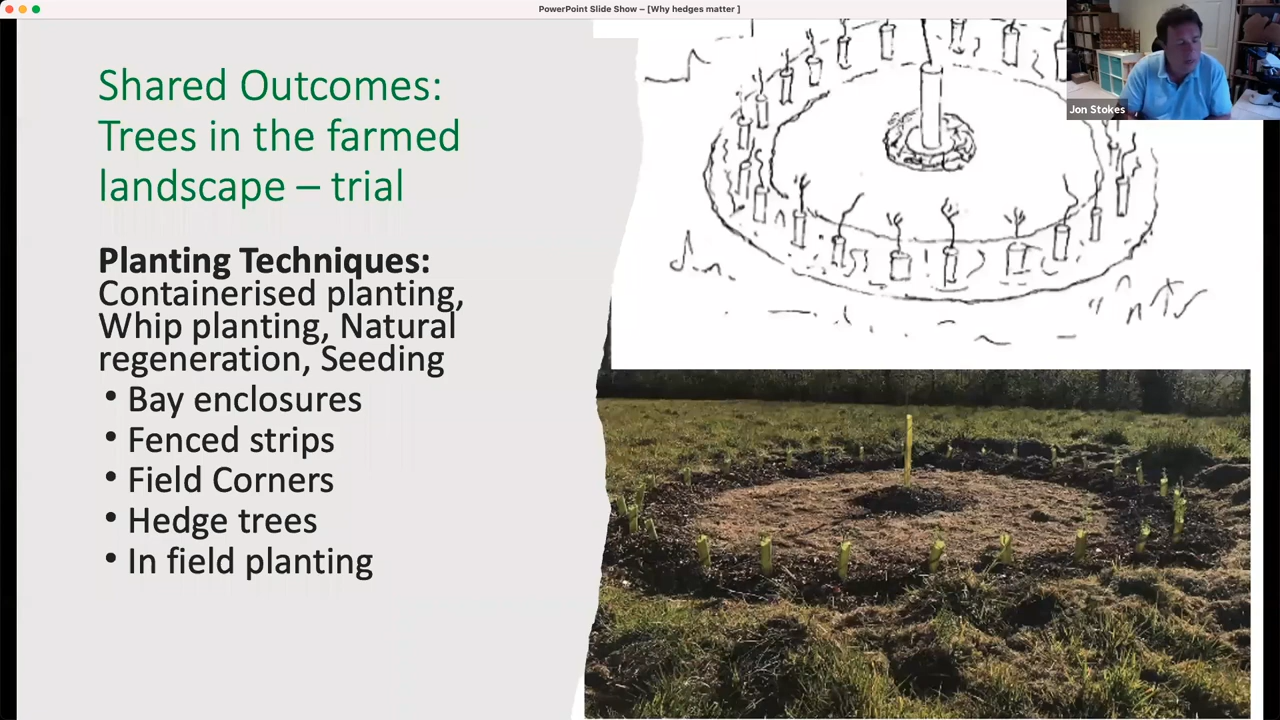 PowerPoint Slide Show – [Why hedges matter ]
Jon Stokes
Shared Outcomes:
Trees in the farmed
landscape – trial
Planting Techniques:
Containerised planting,
Whip planting, Natural
regeneration, Seeding
• Bay enclosures
• Fenced strips
• Field Corners
• Hedge trees
• In field planting